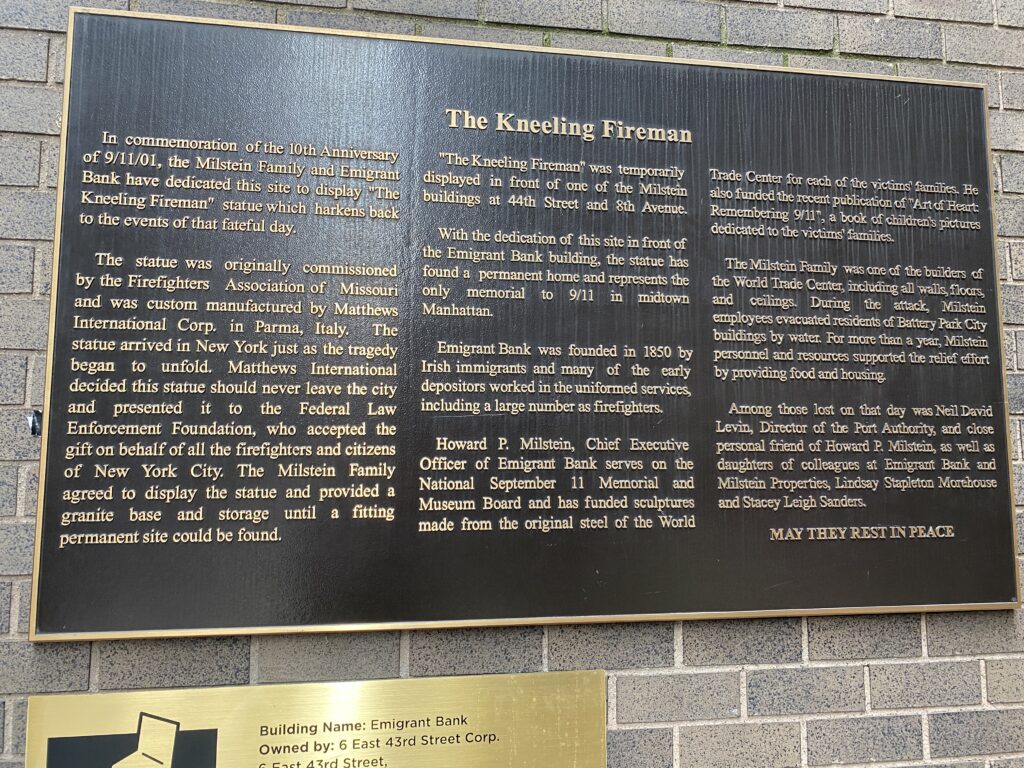 The Kneeling Fireman
In commemoration of the 10th Anniversary
of 9/11/01, the Milstein Family and Emigrant
Bank have dedicated this site to display "The
Kneeling Fireman" statue which harkens back
to the events of that fateful day.
The statue was originally commissioned
by the Firefighters Association of Missouri
and was custom manufactured by Matthews
International Corp. in Parma, Italy. The
statue arrived in New York just as the tragedy
began to unfold. Matthews International
decided this statue should never leave the city
and presented it to the Federal Law
Enforcement Foundation, who accepted the
gift on behalf of all the firefighters and citizens
of New York City. The Milstein Family
agreed to display the statue and provided a
granite base and storage until a fitting
permanent site could be found.
"The Kneeling Fireman" was temporarily
displayed in front of one of the Milstein
buildings at 44th Street and 8th Avenue.
With the dedication of this site in front of
the Emigrant Bank building, the statue has
found a permanent home and represents the
only memorial to 9/11 in midtown
Manhattan.
Emigrant Bank was founded in 1850 by
Irish immigrants and many of the early
depositors worked in the uniformed services,
including a large number as firefighters.
Howard P. Milstein, Chief Executive
Officer of Emigrant Bank serves on the
National September 11 Memorial and
Museum Board and has funded sculptures
made from the original steel of the World
Trade Center for each of the victims' families. He
also funded the recent publication of "Art of Heart:
Remembering 9/11", a book of children's pictures
dedicated to the victims' families.
The Milstein Family was one of the builders of
the World Trade Center, including all walls, floors,
and ceilings. During the attack, Milstein
employees evacuated residents of Battery Park City
buildings by water. For more than a year, Milstein
personnel and resources supported the relief effort
by providing food and housing.
Among those lost on that day was Neil David
Levin, Director of the Port Authority, and close
personal friend of Howard P. Milstein, as well as
daughters of colleagues at Emigrant Bank and
Milstein Properties, Lindsay Stapleton Morehouse
and Stacey Leigh Sanders.
MAY THEY REST IN PEACE
Building Name: Emigrant Bank
Owned by: 6 East 43rd Street Corp.
6 East 43rd Street,